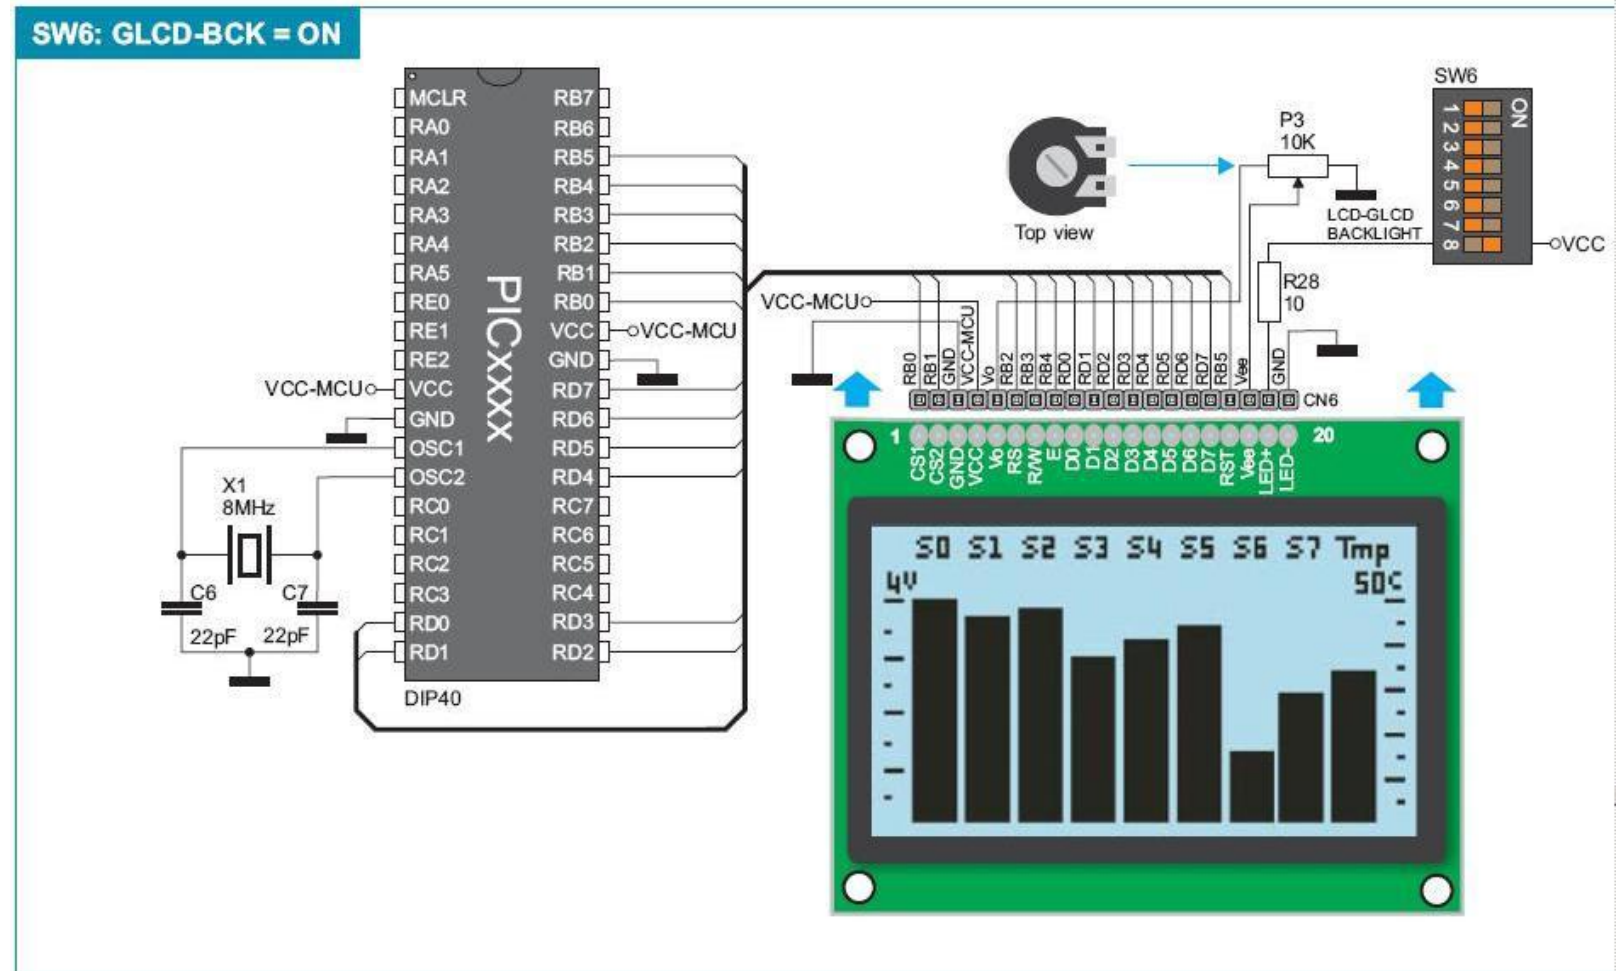 SW6: GLCD-BCK = ON
MCLR RB7
RA0 RB6
RA1 RB5
RA2 RB4
RA3 RB3
RA4 RB2
RA5 RB1
RE0 RB0
RE1 VCC VCC-MCU
RE2 GND
VCC-MCU VCC RD7
GND RD6
OSC1 RD5
OSC2 RD4
RC0 RC7
RC1 RC6
RC2 RC5
RC3 RC4
RD0 RD3
RD1 RD2
PICxxxx
DIP40
X1
8MHz
C6 C7
22pF 22pF
Top view
P3
10K
SW6
ON
1
2
3
4
5
6
7
8
VCC
LCD-GLCD
BACKLIGHT
R28
10
VCC-MCU
RB0 RB1 GND VCC-MCU Vo RB2 RB3 RB4 RD0 RD1 RD2 RD3 RD4 RD5 RD6 RD7 RB5 Vee GND
CN6
1 20
CS1 CS2 GND VCC Vo RS R/W E D0 D1 D2 D3 D4 D5 D6 D7 RST Vee LED+ LED-
S0 S1 S2 S3 S4 S5 S6 S7 Tmp
4V 50C